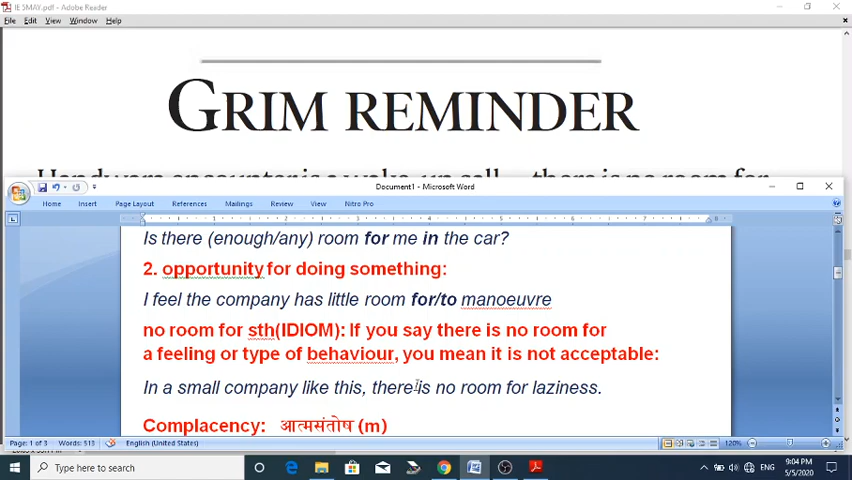 IE 5MAY.pdf - Adobe Reader
File Edit View Window Help
GRIM REMINDER
Document1 - Microsoft Word
Home Insert Page Layout References Mailings Review View Nitro Pro
Is there (enough/any) room for me in the car?
2. opportunity for doing something:
I feel the company has little room for/to manoeuvre
no room for sth(IDIOM): If you say there is no room for
a feeling or type of behaviour, you mean it is not acceptable:
In a small company like this, there is no room for laziness.
Complacency: आत्मसंतोष (m)
Page: 1 of 3 Words: 513 English (United States) 120%
Type here to search
ENG
9:04 PM
5/5/2020